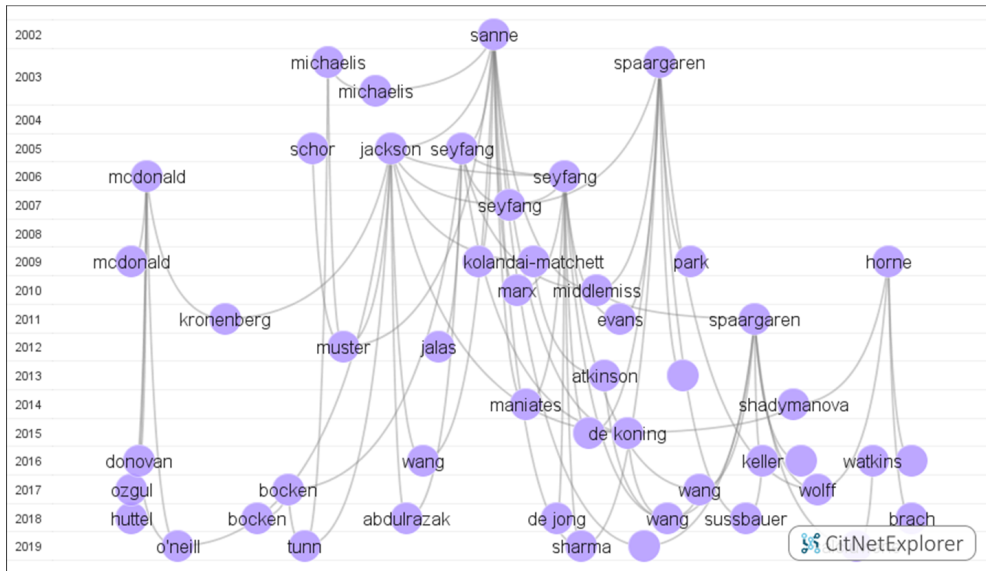 2002
sanne
michaelis
spaargaren
2003
michaelis
2004
2005
schor
jackson
seyfang
2006
mcdonald
seyfang
2007
seyfang
2008
2009
mcdonald
kolandai-matchett
park
horne
2010
marx
middlemiss
2011
kronenberg
evans
spaargaren
2012
muster
jalas
2013
atkinson
2014
maniates
shadymanova
2015
de koning
2016
donovan
wang
keller
watkins
2017
ozgul
bocken
wang
wolff
2018
huttel
bocken
abdulrazak
de jong
wang
sussbauer
brach
2019
o'neill
tunn
sharma
CitNetExplorer